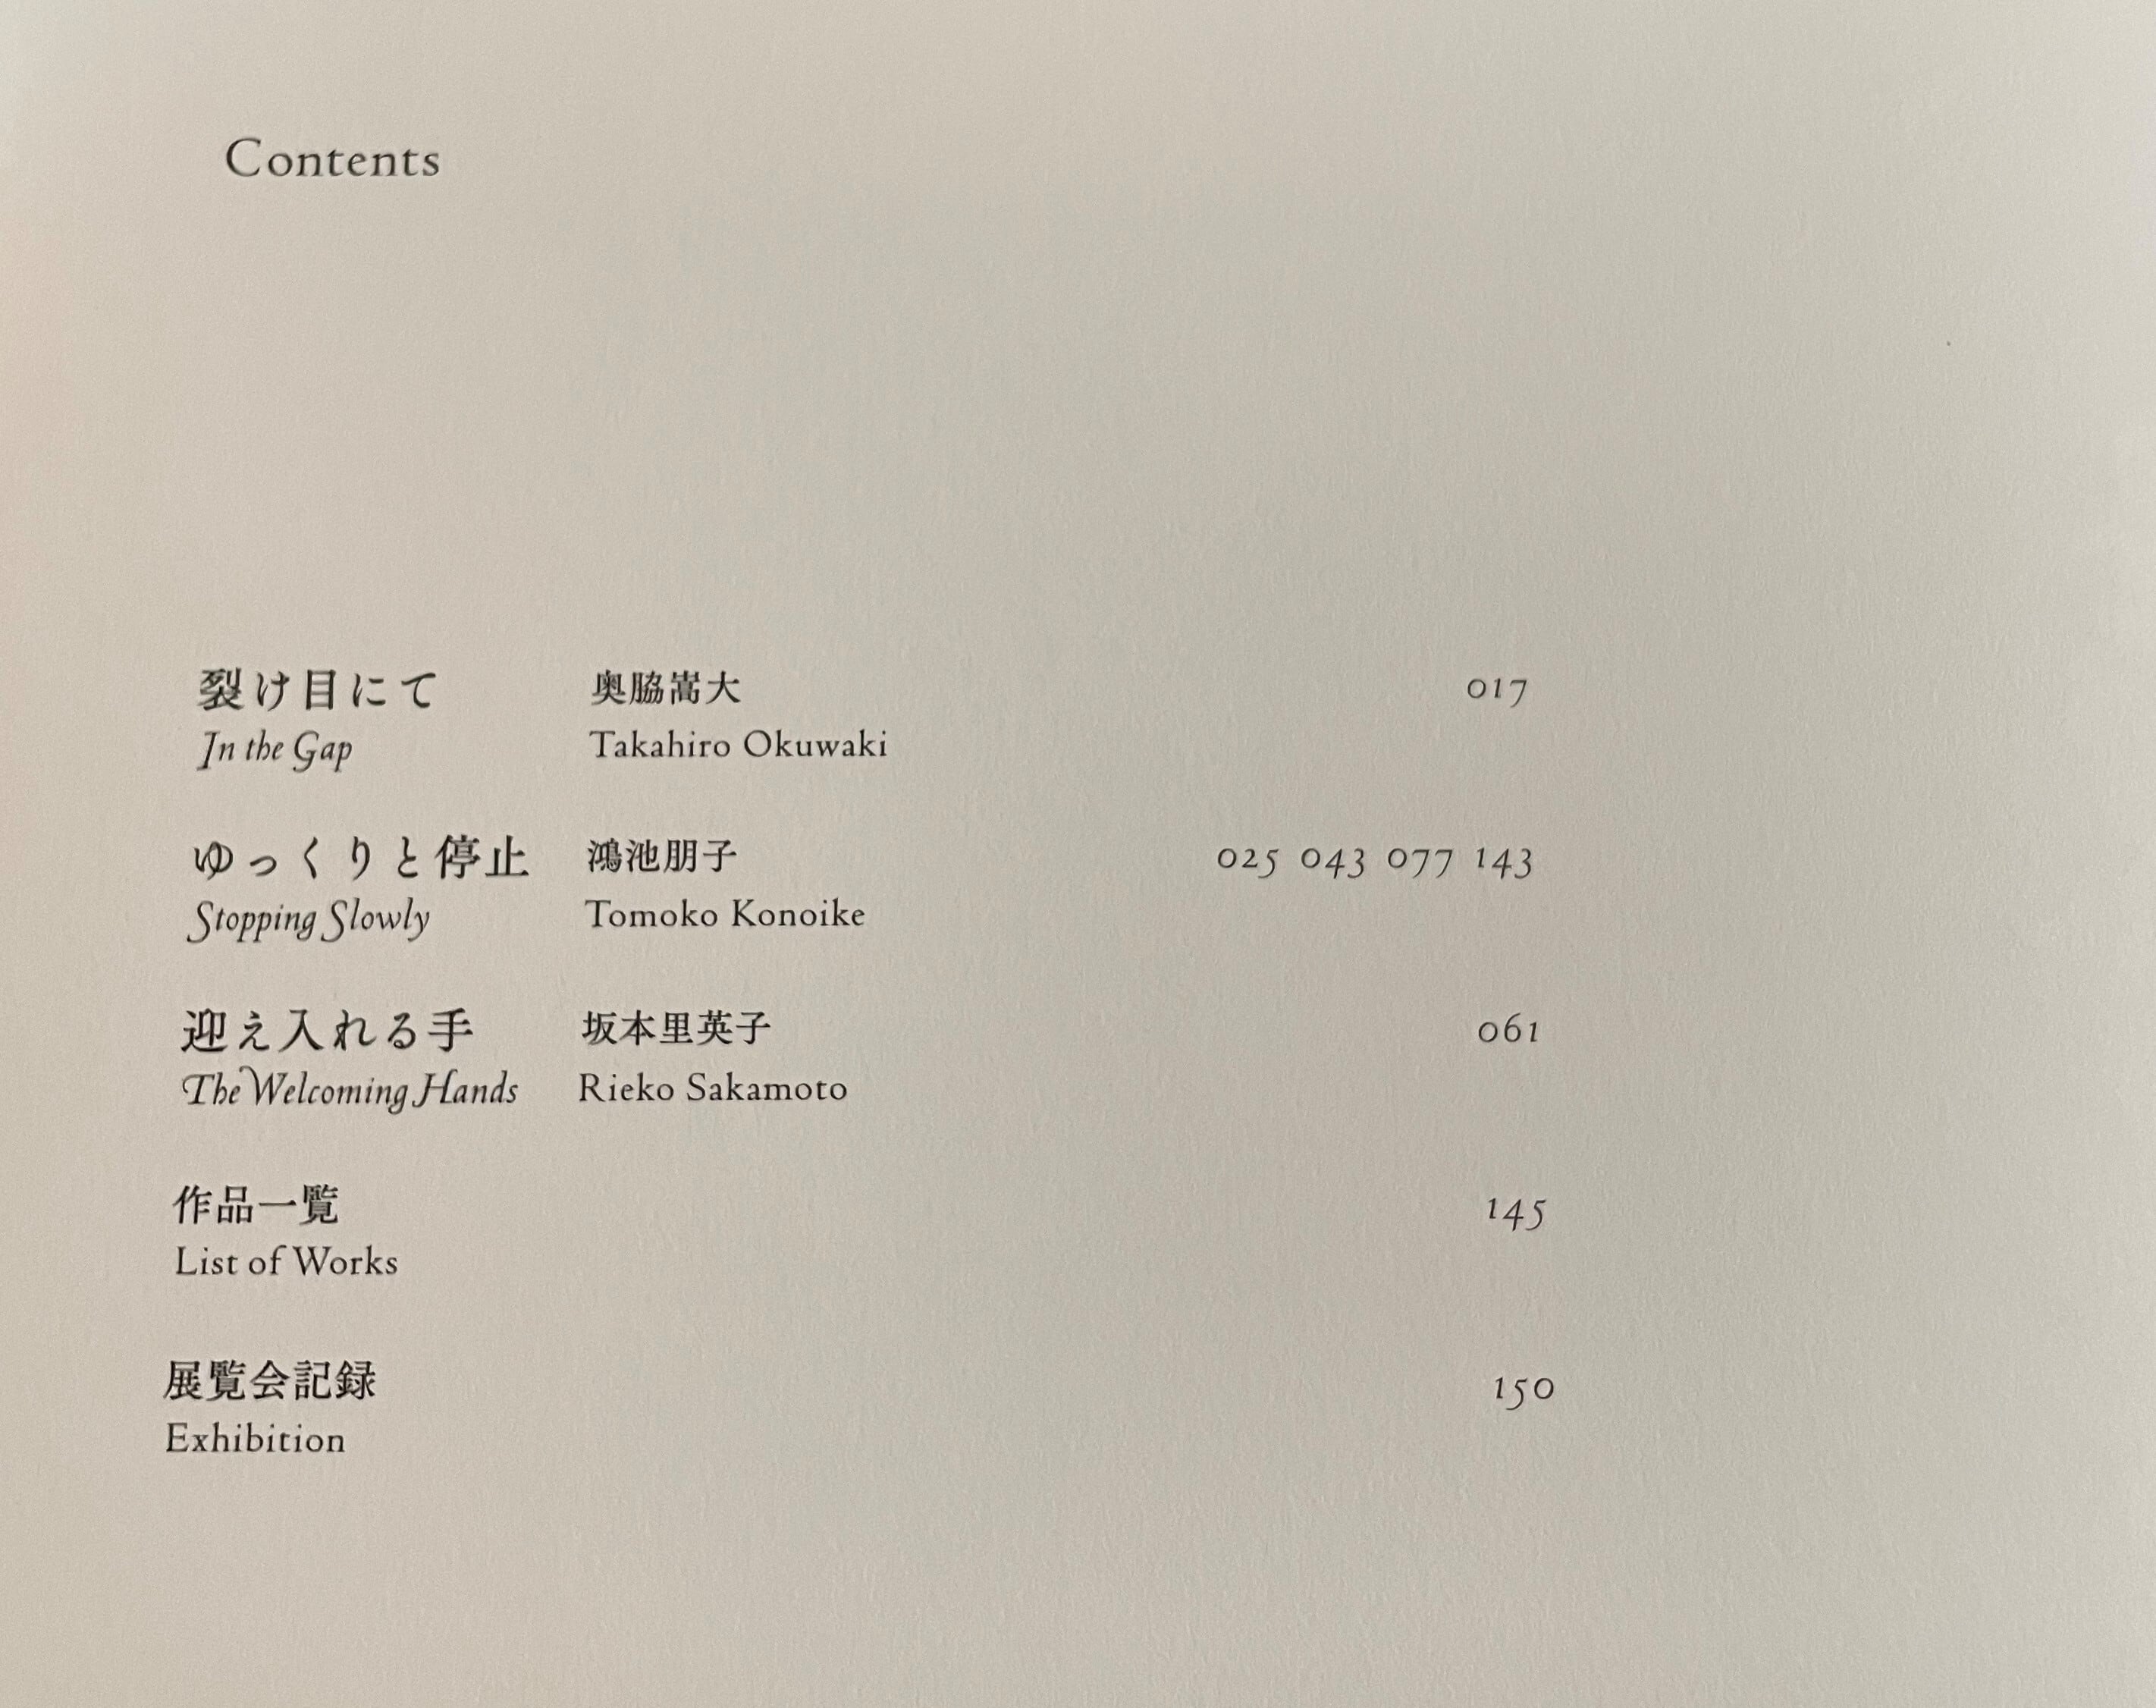 Contents
裂け目にて 奥脇嵩大 017
In the Gap Takahiro Okuwaki
ゆっくりと停止 鴻池朋子 025 043 077 143
Stopping Slowly Tomoko Konoike
迎え入れる手 坂本里英子 061
The Welcoming Hands Rieko Sakamoto
作品一覧 145
List of Works
展覧会記録 150
Exhibition